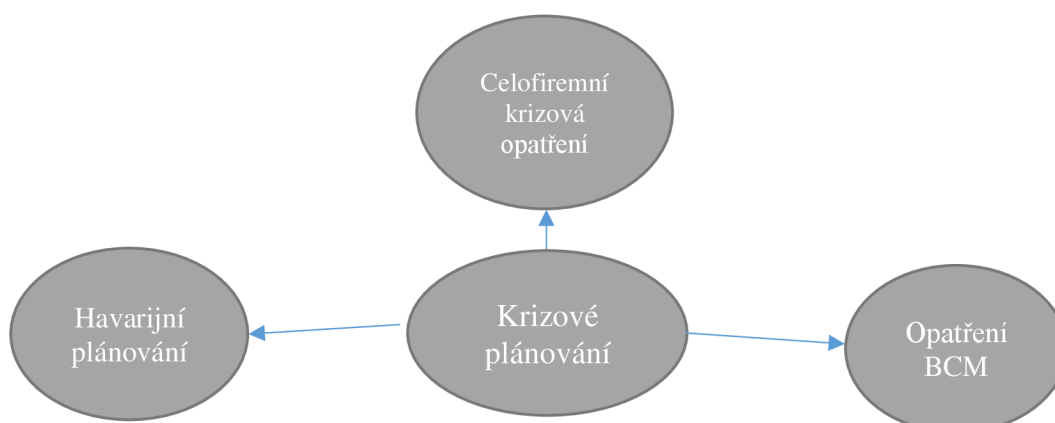 Celofiremní
krizová
opatření
Havarijní
plánování
Krizové
plánování
Opatření
BCM